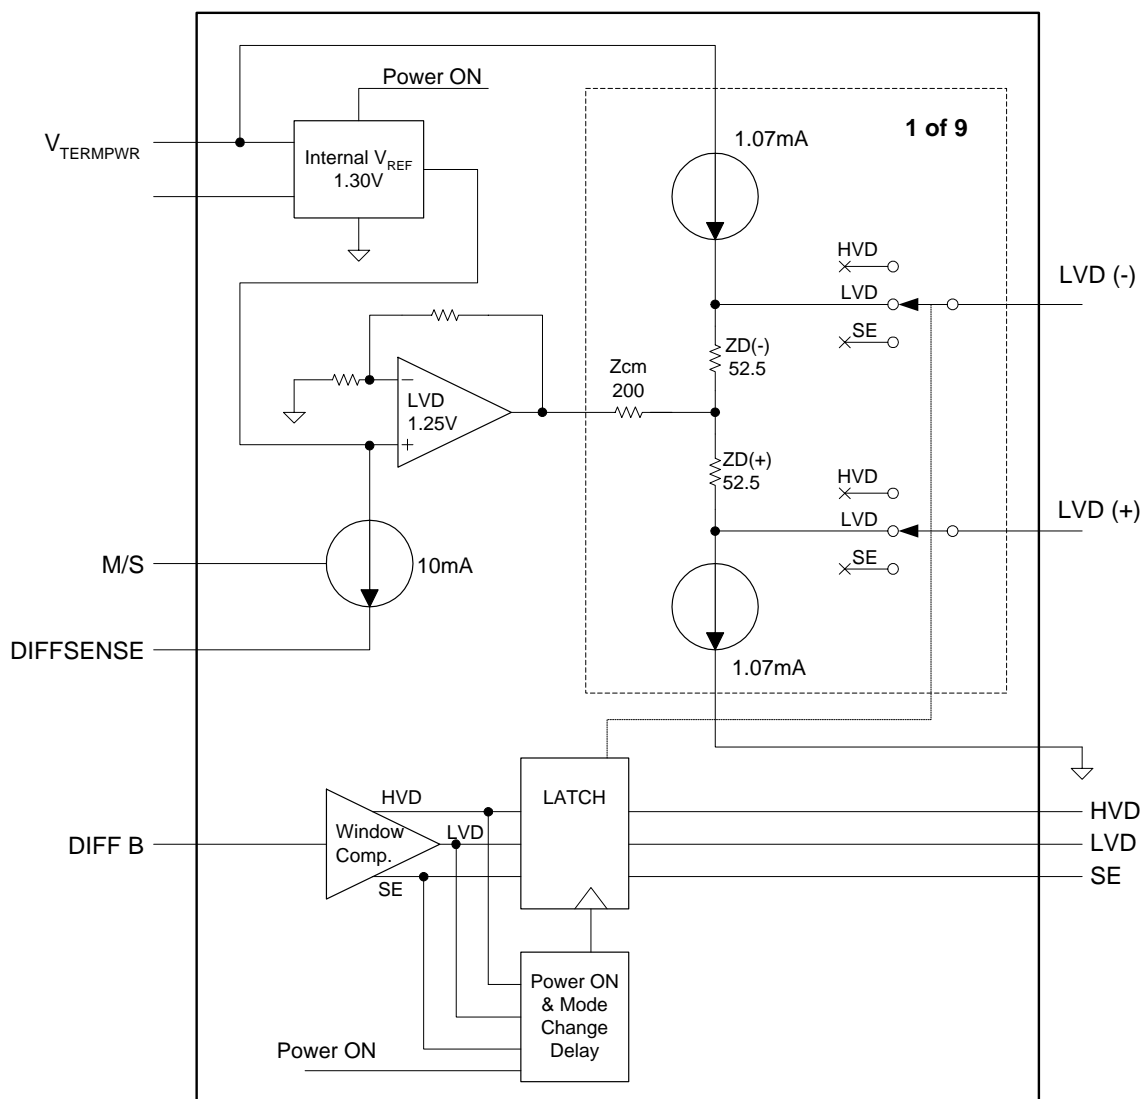 Power ON
1 of 9
V TERMPWR
1.07mA
Internal VREF
1.30V
HVD
LVD (-)
LVD
SE
ZD(-)
52.5
Zcm
200
LVD
1.25V
ZD(+)
52.5
HVD
LVD (+)
LVD
SE
M/S
10mA
DIFFSENSE
1.07mA
HVD
LATCH
HVD
DIFF B
Window
Comp.
LVD
LVD
SE
SE
Power ON
& Mode
Change
Delay
Power ON